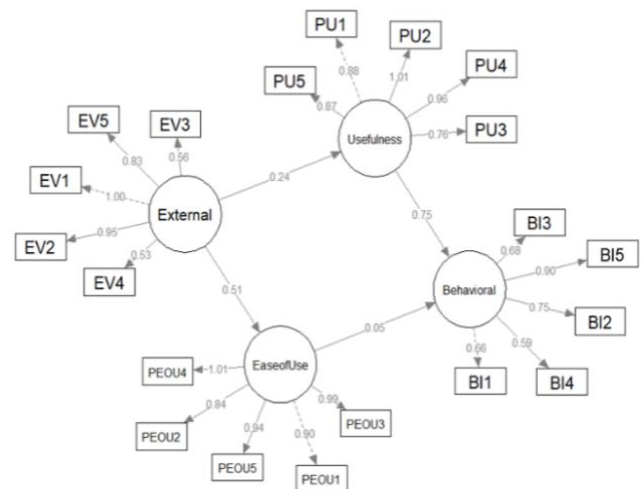 PU1
PU2
0.88
1.01
PU5
PU4
0.87
0.96
PU3
0.76
Usefulness
EV5
EV3
0.83
0.56
EV1
1.00
0.24
External
EV2
0.95
EV4
0.53
0.75
BI3
0.68
BI5
0.90
Behavioral
BI2
0.75
0.51
0.05
0.59
0.66
BI1
BI4
EaseofUse
PEOU4
1.01
0.99
PEOU3
0.84
PEOU2
0.94
0.90
PEOU5
PEOU1